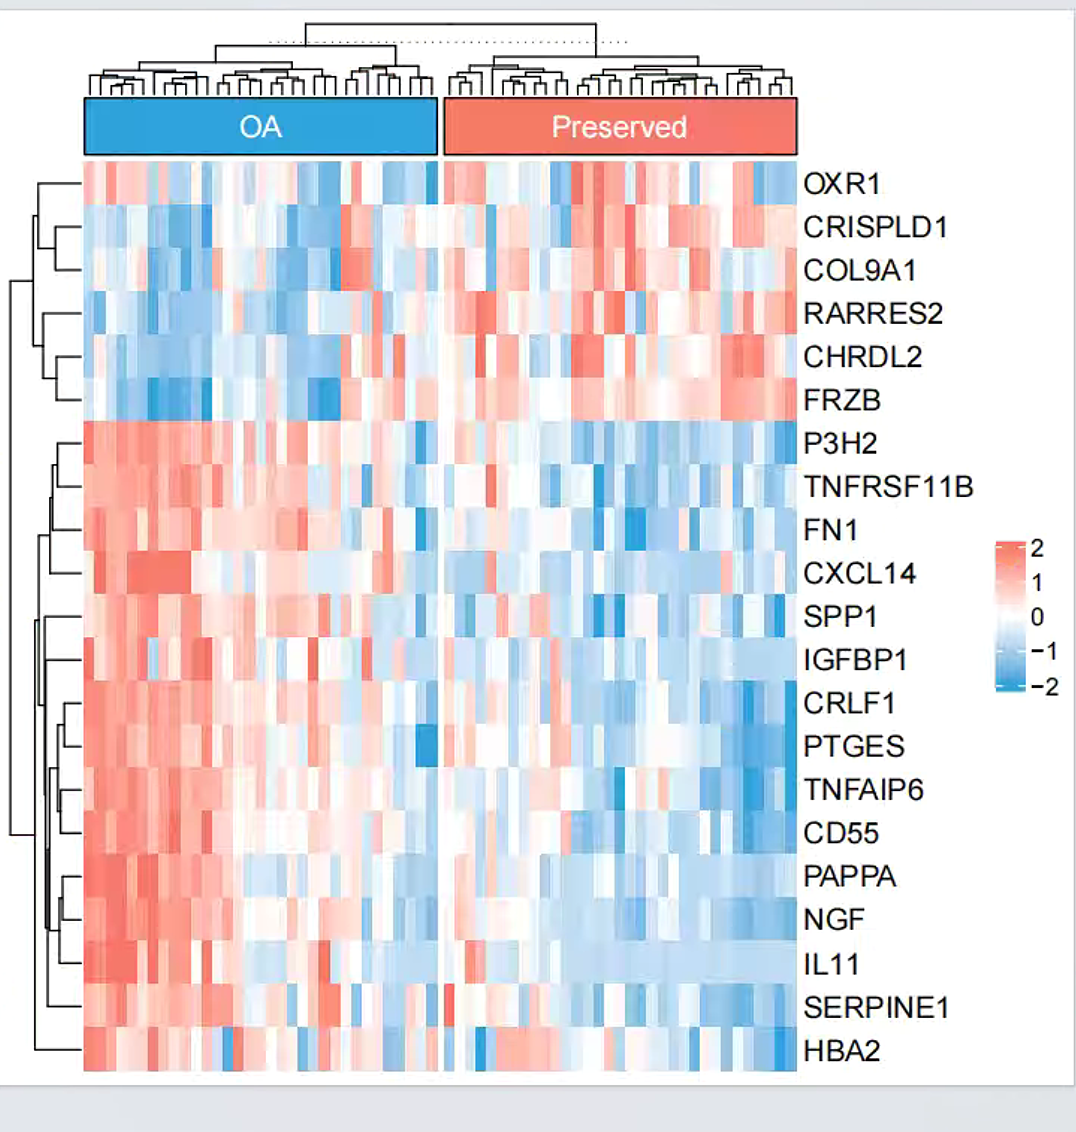 OA
Preserved
OXR1
CRISPLD1
COL9A1
RARRES2
CHRDL2
FRZB
P3H2
TNFRSF11B
FN1
CXCL14
SPP1
IGFBP1
CRLF1
PTGES
TNFAIP6
CD55
PAPPA
NGF
IL11
SERPINE1
HBA2
2
1
0
−1
−2